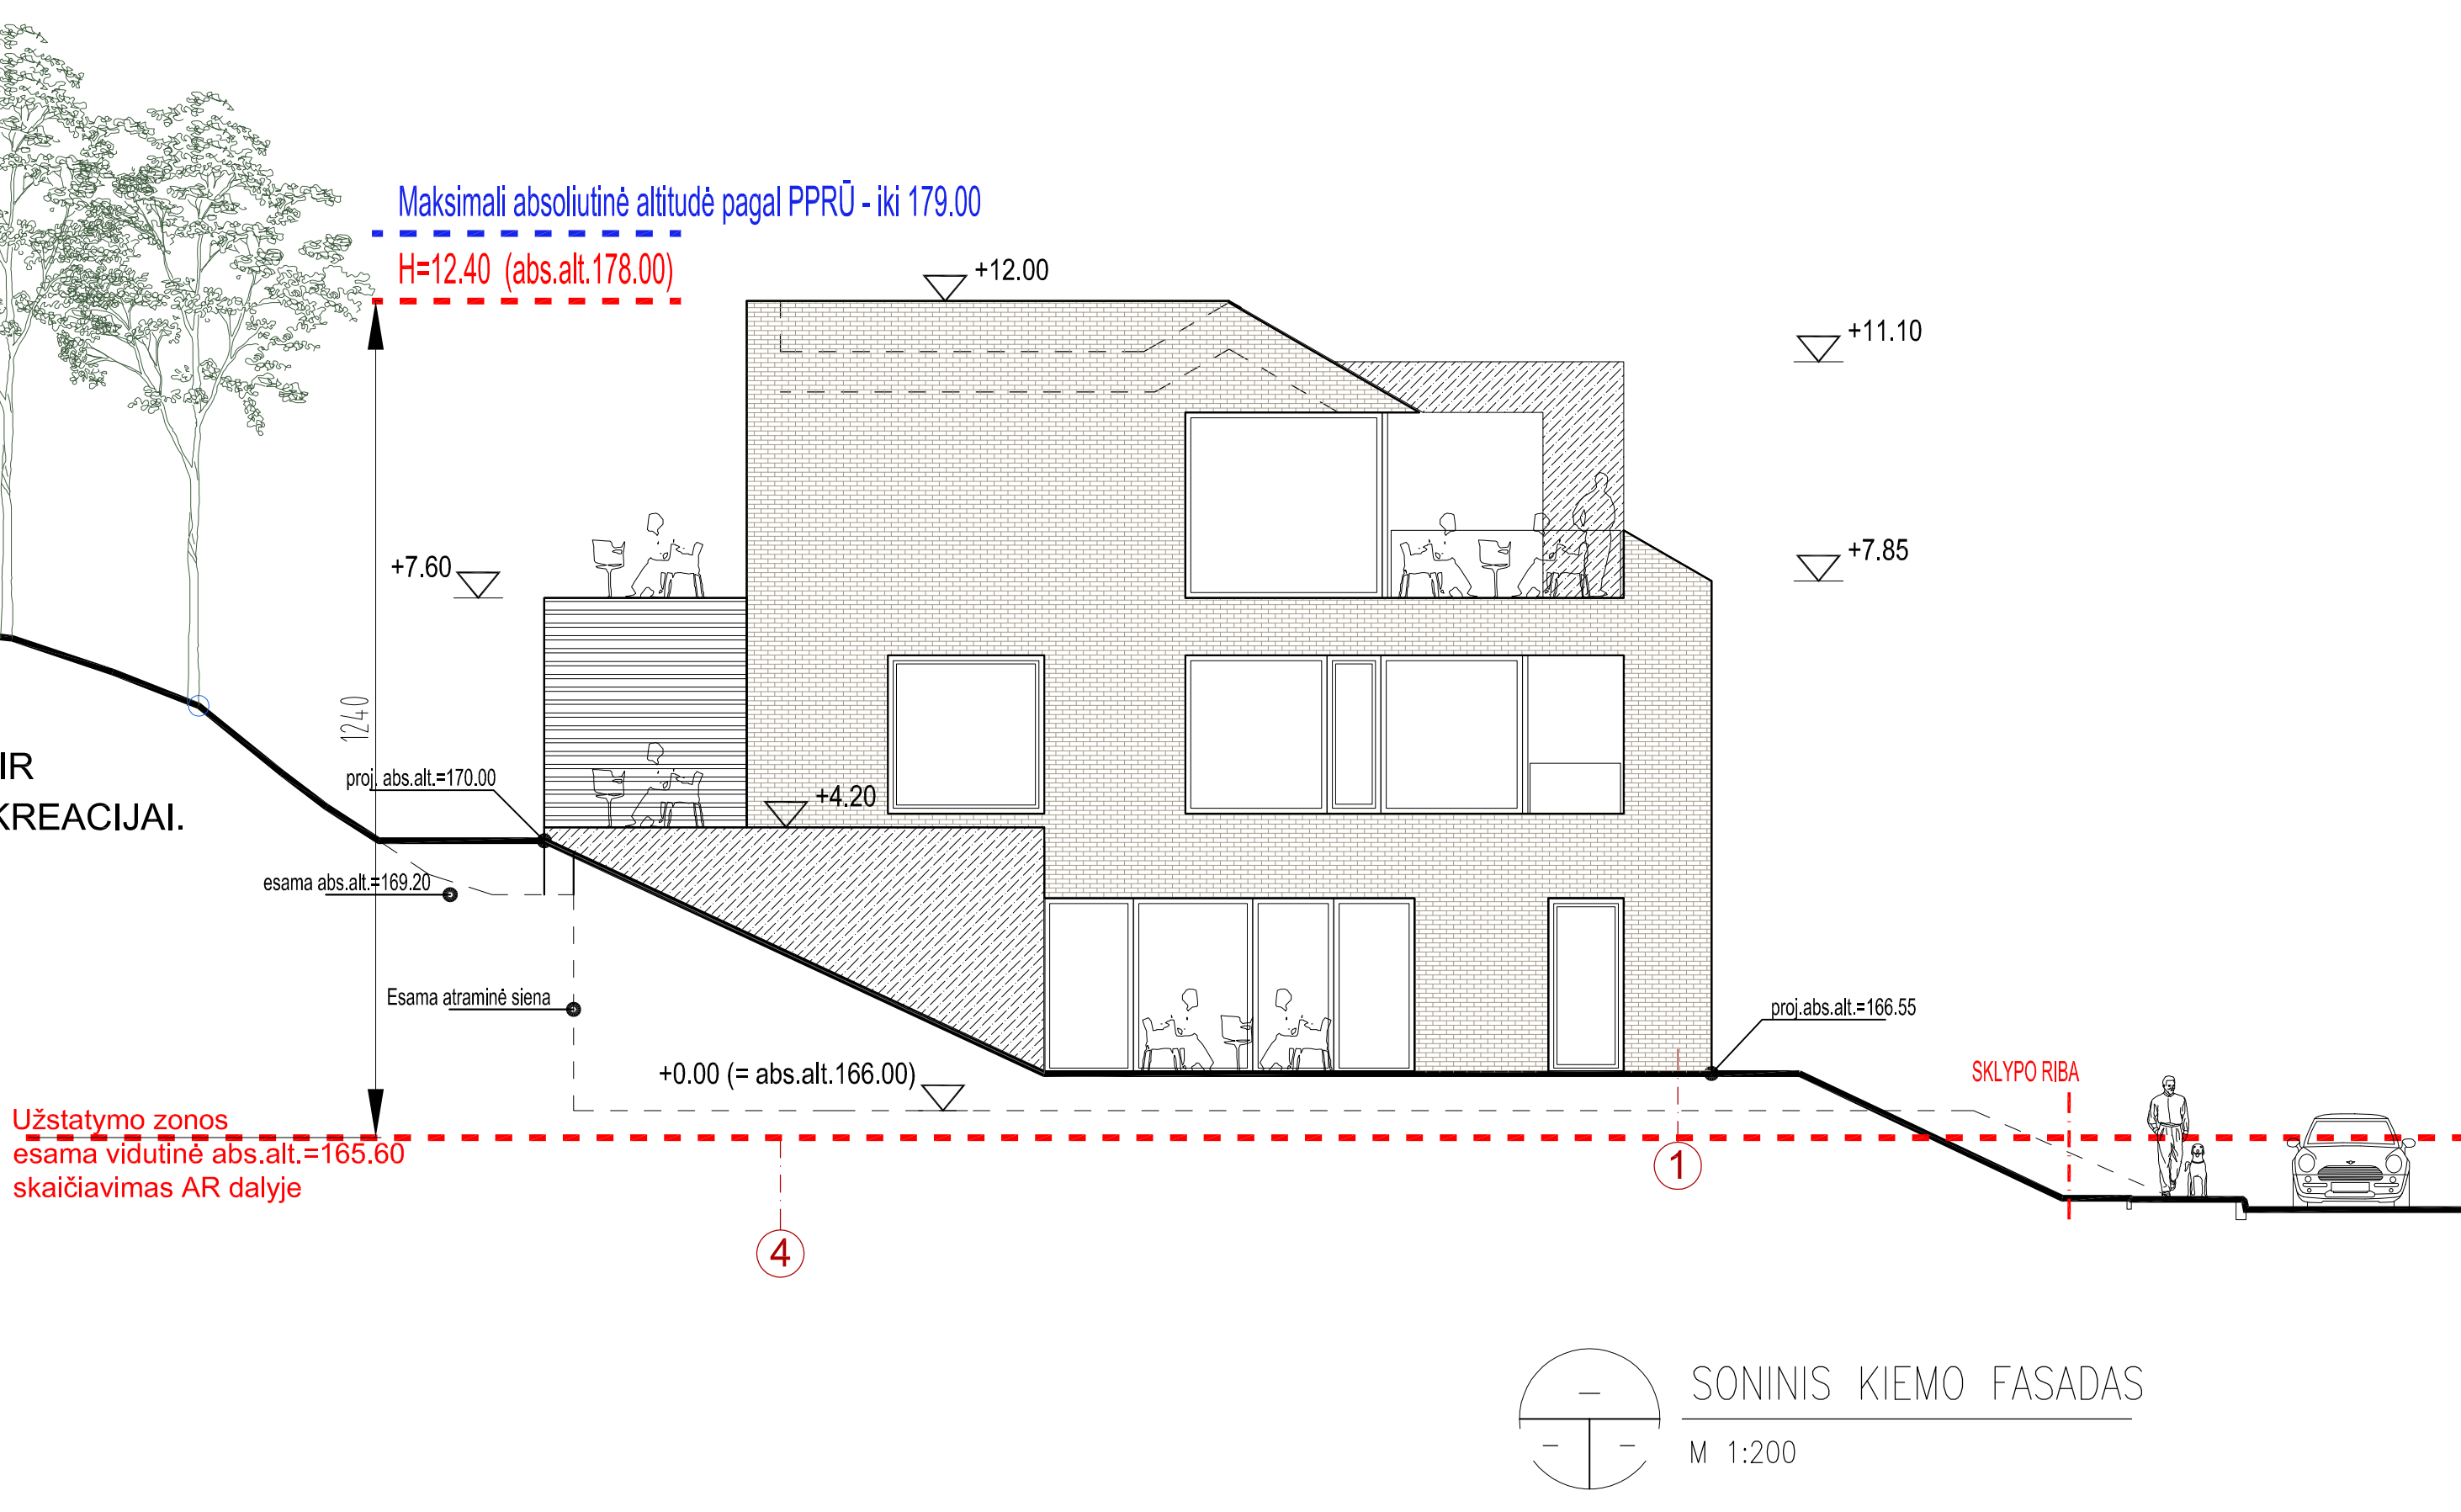 Maksimali absoliutinė altitudė pagal PPRŪ - iki 179.00
H=12.40 (abs.alt.178.00)
+12.00
+11.10
+7.60
+7.85
1240
IR
KREACIJAI.
proj. abs.alt.=170.00
+4.20
esama abs.alt.=169.20
Esama atraminė siena
proj.abs.alt.=166.55
+0.00 (= abs.alt.166.00)
SKLYPO RIBA
Užstatymo zonos
esama vidutinė abs.alt.=165.60
skaičiavimas AR dalyje
1
4
SONINIS KIEMO FASADAS
M 1:200